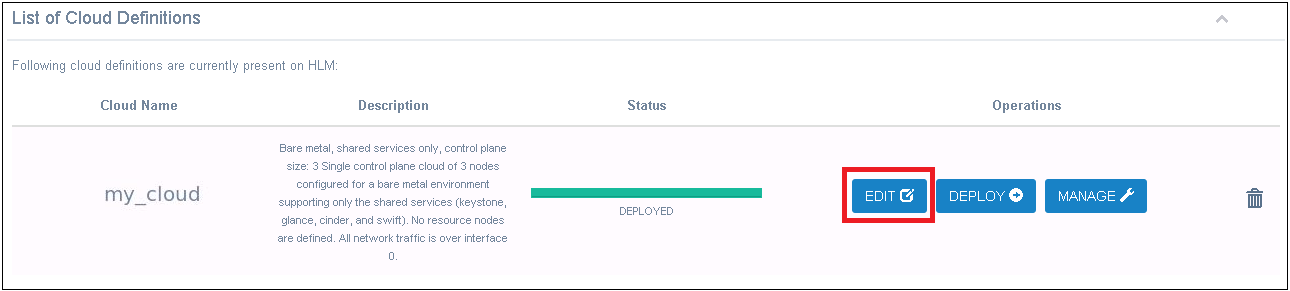 List of Cloud Definitions
Following cloud definitions are currently present on HLM:
Cloud Name Description Status Operations
Bare metal, shared services only, control plane
size: 3 Single control plane cloud of 3 nodes
configured for a bare metal environment
supporting only the shared services (keystone,
glance, cinder, and swift). No resource nodes
are defined. All network traffic is over interface
0.
my_cloud
DEPLOYED
EDIT DEPLOY MANAGE